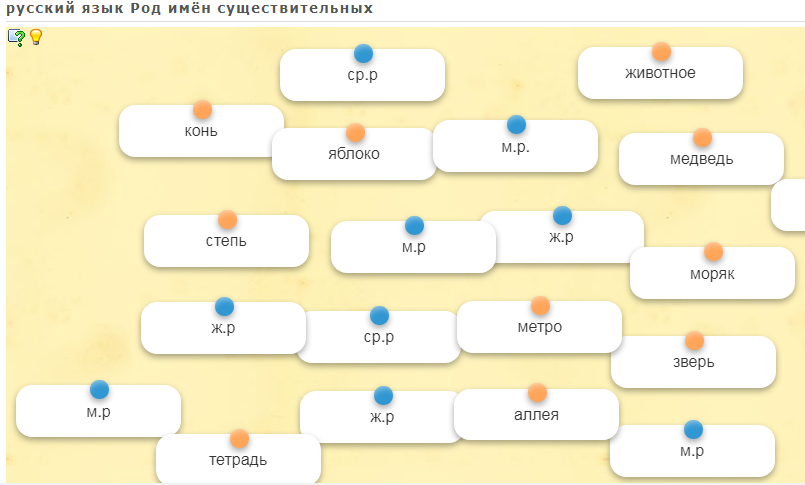 русский язык Род имён существительных
ср.р
животное
конь
яблоко
м.р.
медведь
степь
м.р
ж.р
моряк
ж.р
ср.р
метро
зверь
м.р
ж.р
аллея
м.р
тетрадь